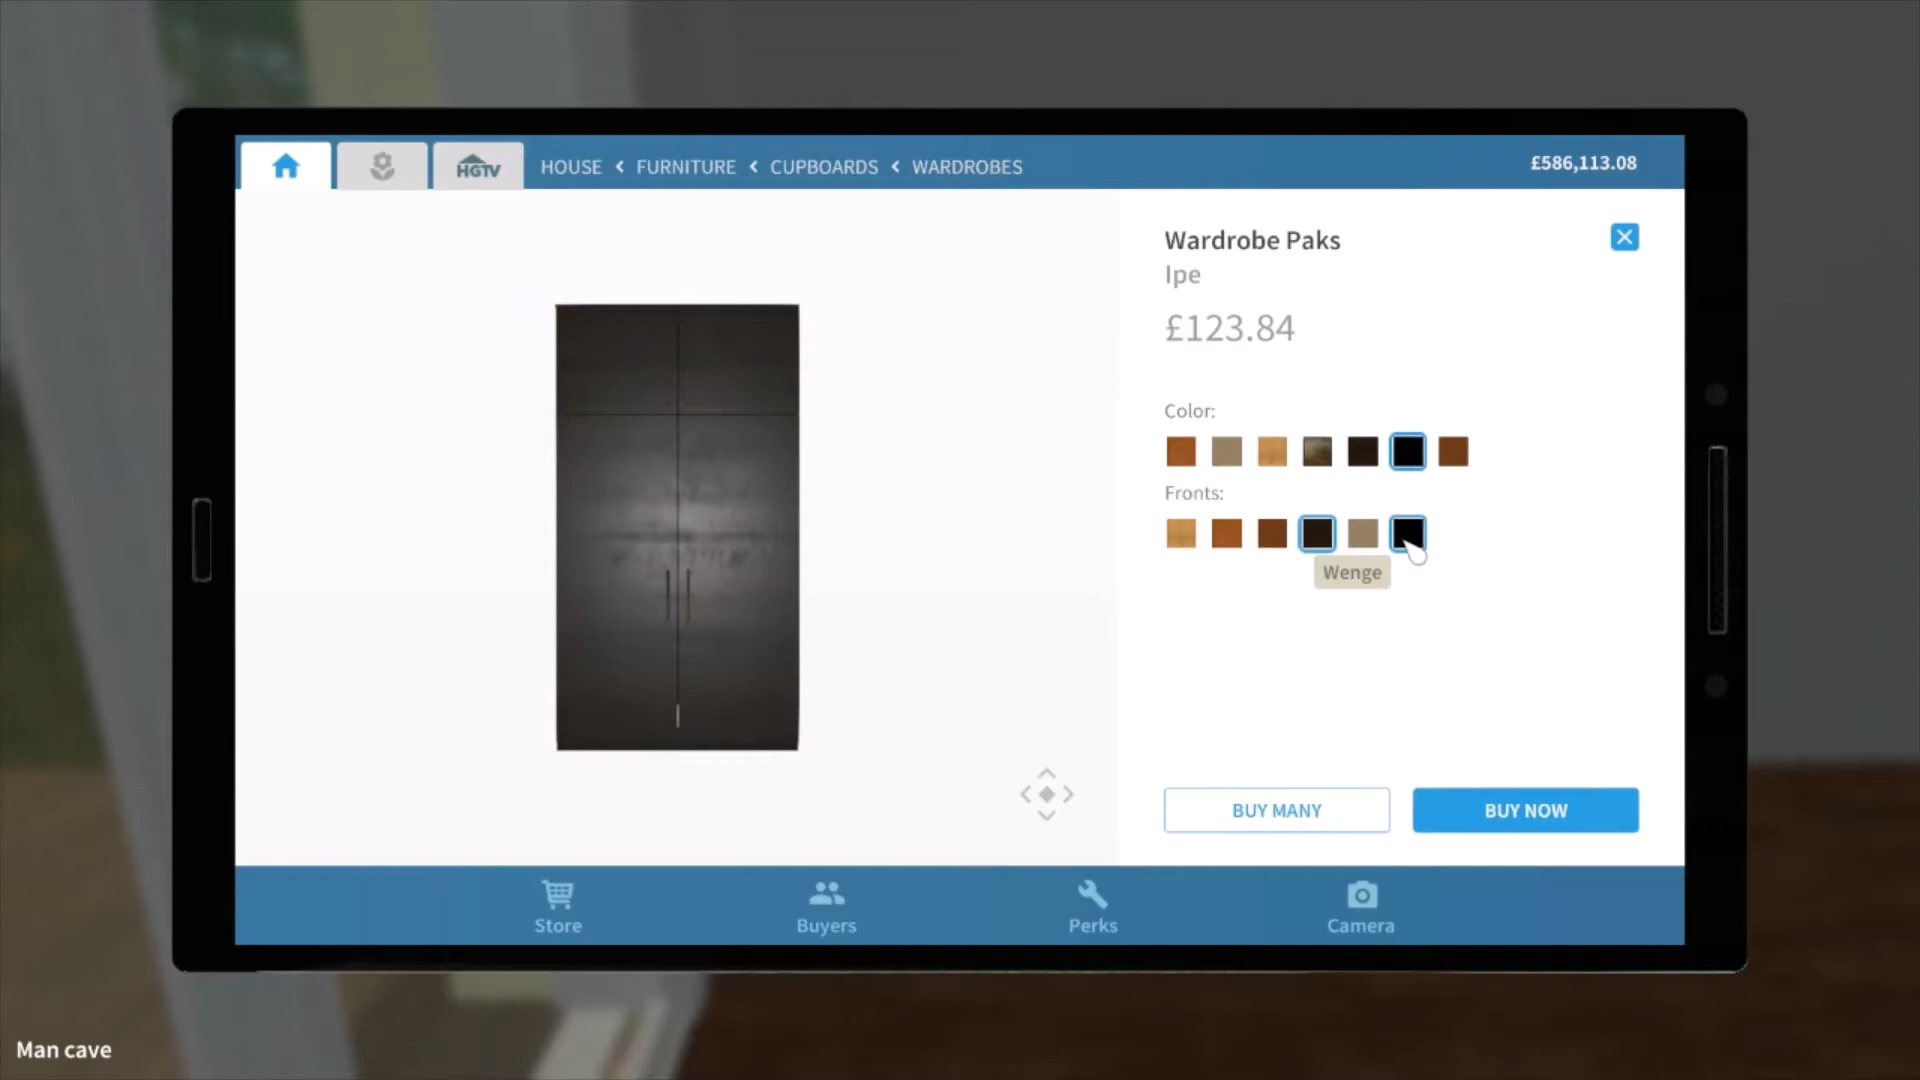 HGTV
HOUSE < FURNITURE < CUPBOARDS < WARDROBES
£586,113.08
Wardrobe Paks
Ipe
£123.84
Color:
Fronts:
Wenge
BUY MANY
BUY NOW
Store
Buyers
Perks
Camera
Man cave